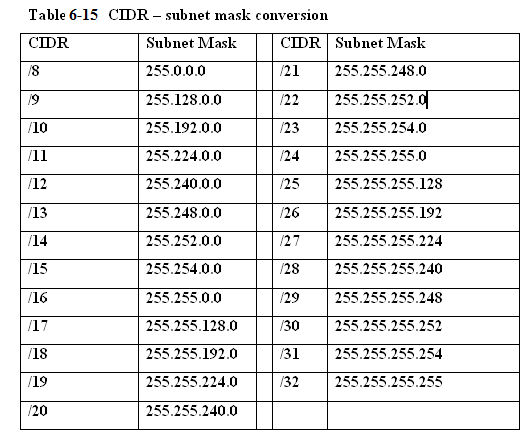 Table 6-15 CIDR – subnet mask conversion
CIDR Subnet Mask CIDR Subnet Mask
/8 255.0.0.0 /21 255.255.248.0
/9 255.128.0.0 /22 255.255.252.0
/10 255.192.0.0 /23 255.255.254.0
/11 255.224.0.0 /24 255.255.255.0
/12 255.240.0.0 /25 255.255.255.128
/13 255.248.0.0 /26 255.255.255.192
/14 255.252.0.0 /27 255.255.255.224
/15 255.254.0.0 /28 255.255.255.240
/16 255.255.0.0 /29 255.255.255.248
/17 255.255.128.0 /30 255.255.255.252
/18 255.255.192.0 /31 255.255.255.254
/19 255.255.224.0 /32 255.255.255.255
/20 255.255.240.0